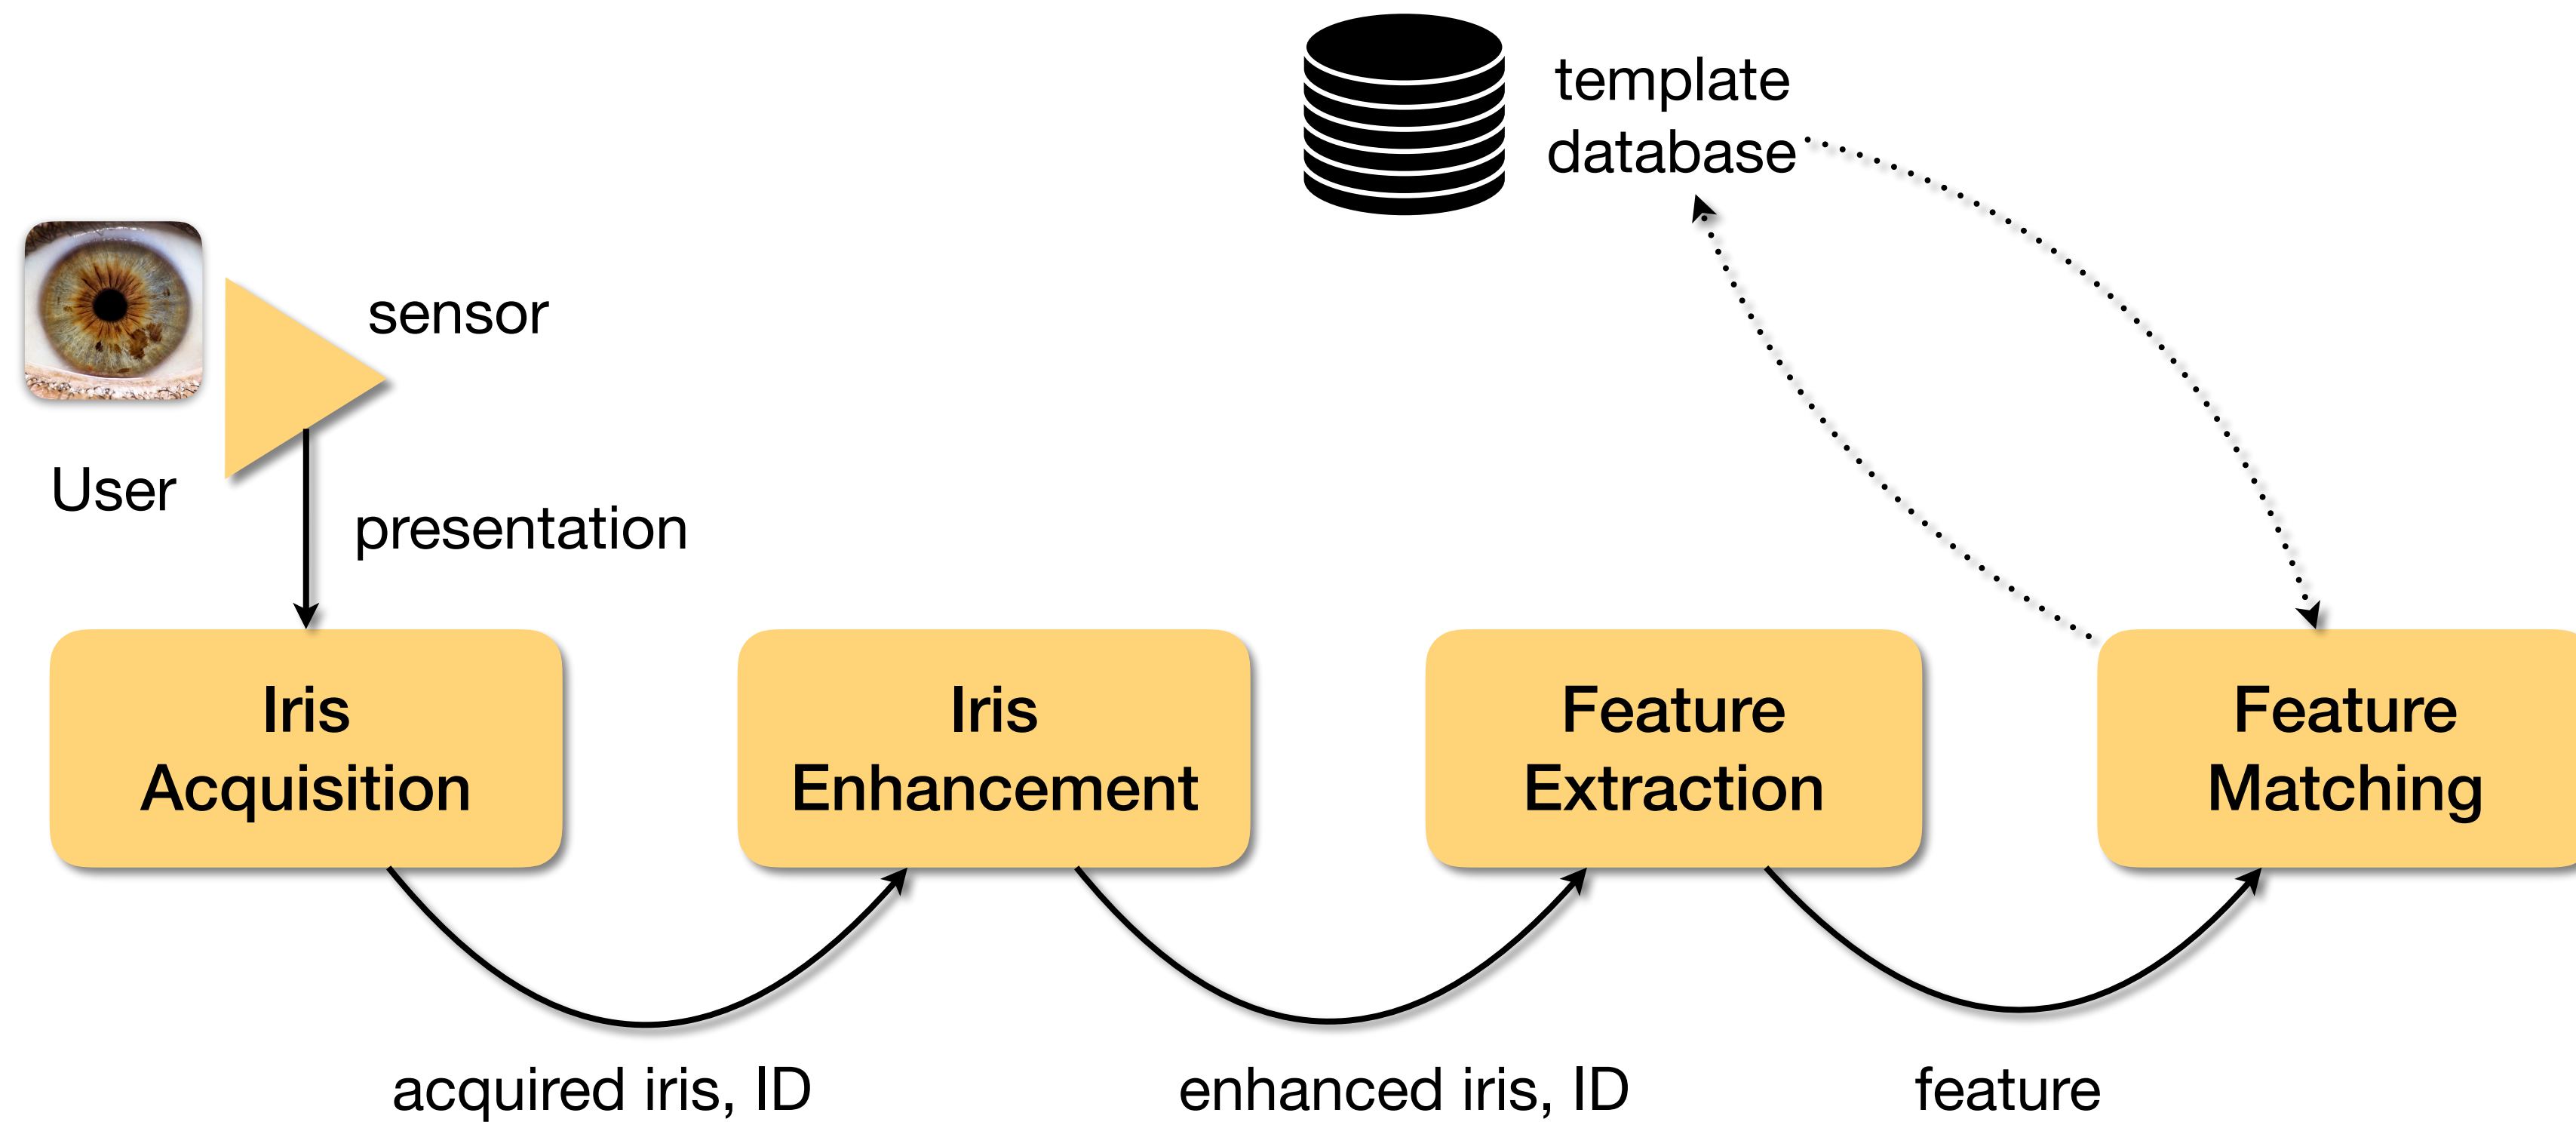 template
database
sensor
User
presentation
Iris
Acquisition
Iris
Enhancement
Feature
Extraction
Feature
Matching
acquired iris, ID
enhanced iris, ID
feature